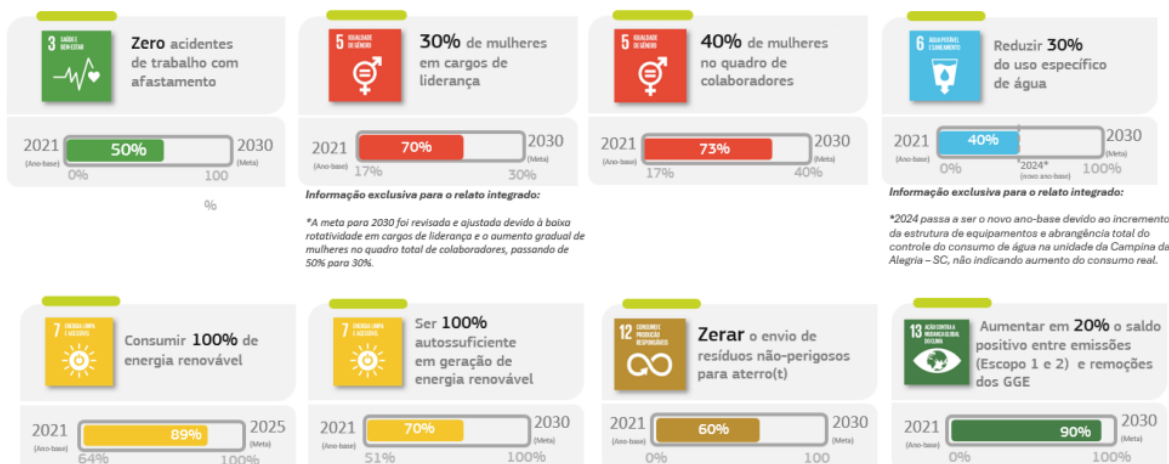 3 SAÚDE E
BEM-ESTAR
Zero acidentes
de trabalho com
afastamento
2021
(Ano-base)
50%
2030
(Meta)
0%
100
%
5 IGUALDADE
DE GÊNERO
30% de mulheres
em cargos de
liderança
2021
(Ano-base)
70%
2030
(Meta)
17%
30%
Informação exclusiva para o relato integrado:
*A meta para 2030 foi revisada e ajustada devido à baixa
rotatividade em cargos de liderança e o aumento gradual de
mulheres no quadro total de colaboradores, passando de
50% para 30%.
5 IGUALDADE
DE GÊNERO
40% de mulheres
no quadro de
colaboradores
2021
(Ano-base)
73%
2030
(Meta)
17%
40%
6 ÁGUA POTÁVEL
E SANEAMENTO
Reduzir 30%
do uso específico
de água
2021
(Ano-base)
40%
2030
(Meta)
0%
*2024*
(novo ano-base)
100%
Informação exclusiva para o relato integrado:
*2024 passa a ser o novo ano-base devido ao incremento
da estrutura de equipamentos e abrangência total do
controle do consumo de água na unidade da Campina da
Alegria – SC, não indicando aumento do consumo real.
7 ENERGIA LIMPA
E ACESSÍVEL
Consumir 100% de
energia renovável
2021
(Ano-base)
89%
2025
(Meta)
64%
100%
7 ENERGIA LIMPA
E ACESSÍVEL
Ser 100%
autossuficiente
em geração de
energia renovável
2021
(Ano-base)
70%
2030
(Meta)
51%
100%
12 CONSUMO E
PRODUÇÃO
RESPONSÁVEIS
Zerar o envio de
resíduos não-perigosos
para aterro(t)
2021
(Ano-base)
60%
2030
(Meta)
0%
100
13 AÇÃO CONTRA A
MUDANÇA GLOBAL
DO CLIMA
Aumentar em 20% o saldo
positivo entre emissões
(Escopo 1 e 2) e remoções
dos GGE
2021
(Ano-base)
90%
2030
(Meta)
0%
100%